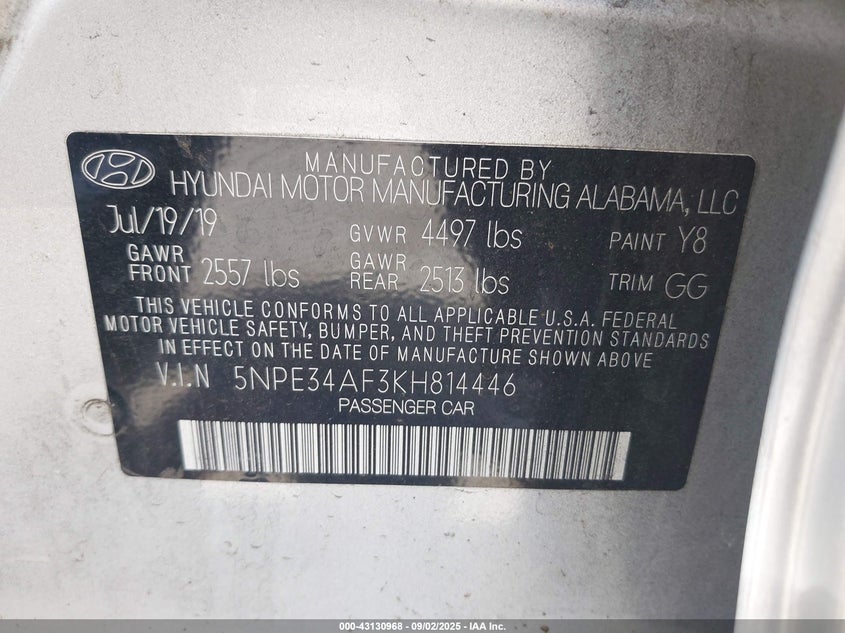 MANUFACTURED BY
HYUNDAI MOTOR MANUFACTURING ALABAMA, LLC
Jul/19/19 GVWR 4497 lbs PAINT Y8
GAWR FRONT 2557 lbs GAWR REAR 2513 lbs TRIM GG
THIS VEHICLE CONFORMS TO ALL APPLICABLE U.S.A. FEDERAL
MOTOR VEHICLE SAFETY, BUMPER, AND THEFT PREVENTION STANDARDS
IN EFFECT ON THE DATE OF MANUFACTURE SHOWN ABOVE
V.I.N 5NPE34AF3KH814446
PASSENGER CAR
000-43130968 - 09/02/2025 - IAA Inc.